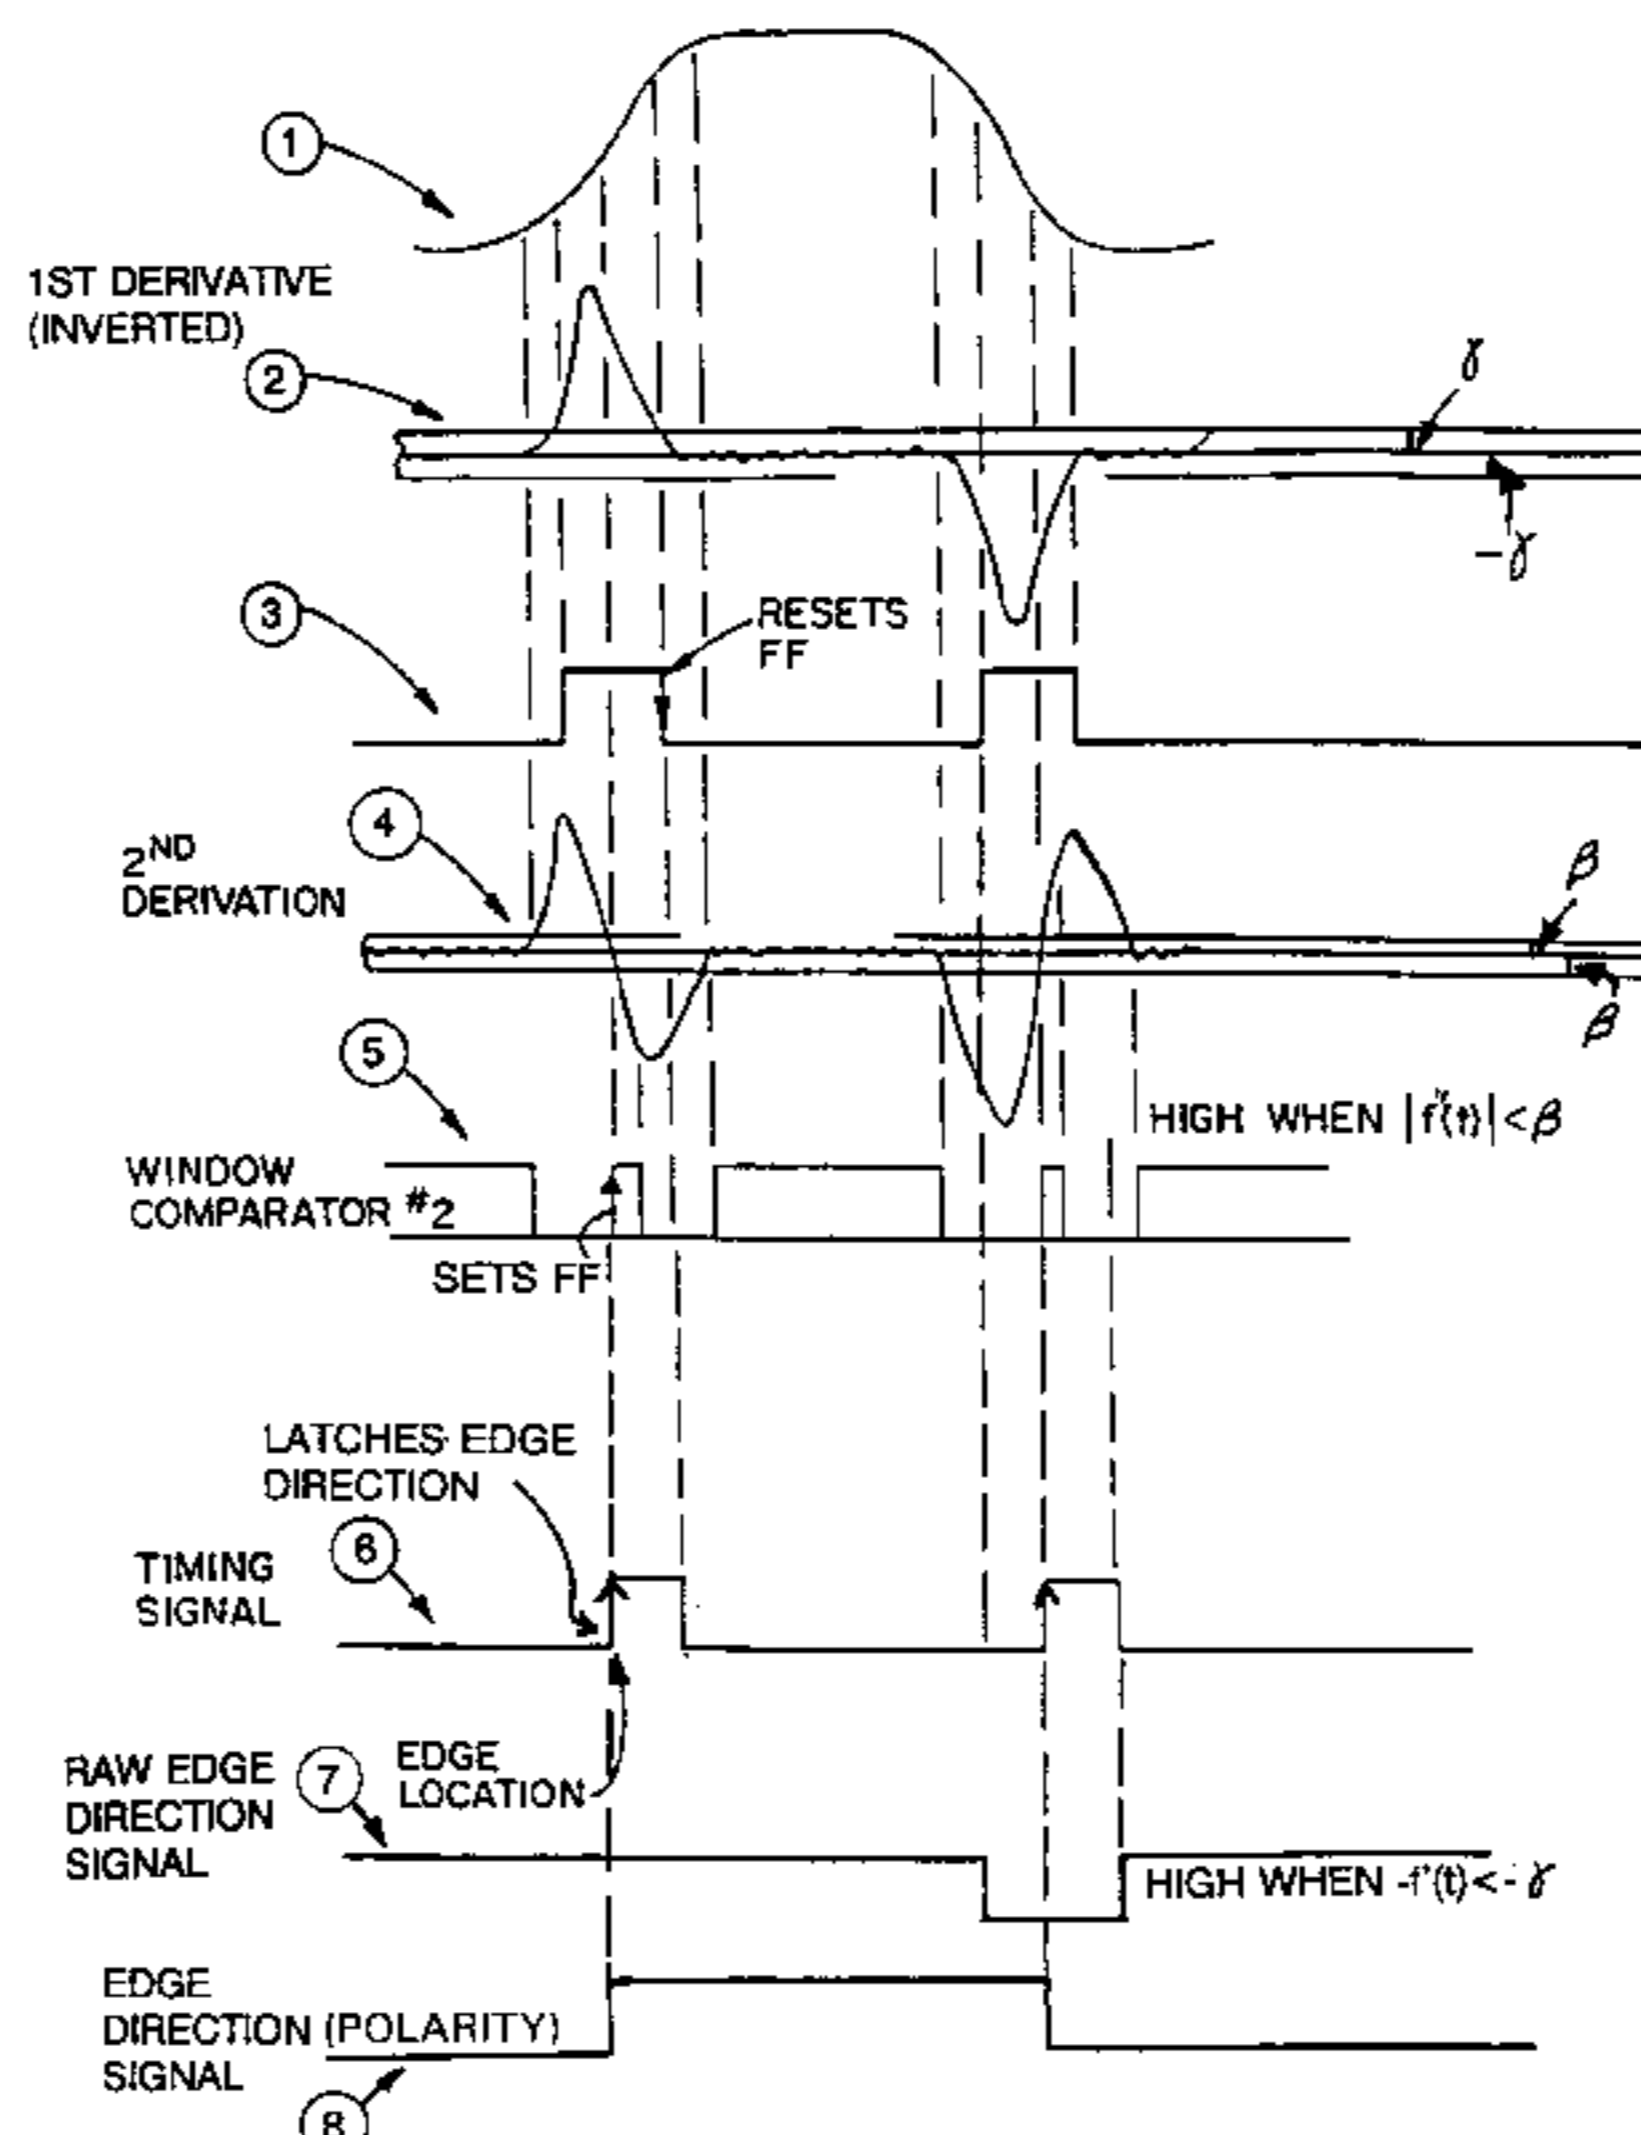 1
1ST DERIVATIVE
(INVERTED)
2
γ
-γ
3
RESETS
FF
4
2ND
DERIVATION
β
β
5
HIGH WHEN |f"(t)|<β
WINDOW
COMPARATOR #2
SETS FF
LATCHES EDGE
DIRECTION
6
TIMING
SIGNAL
EDGE
LOCATION
RAW EDGE
DIRECTION
SIGNAL
7
HIGH WHEN -f'(t)<-γ
EDGE
DIRECTION (POLARITY)
SIGNAL
8